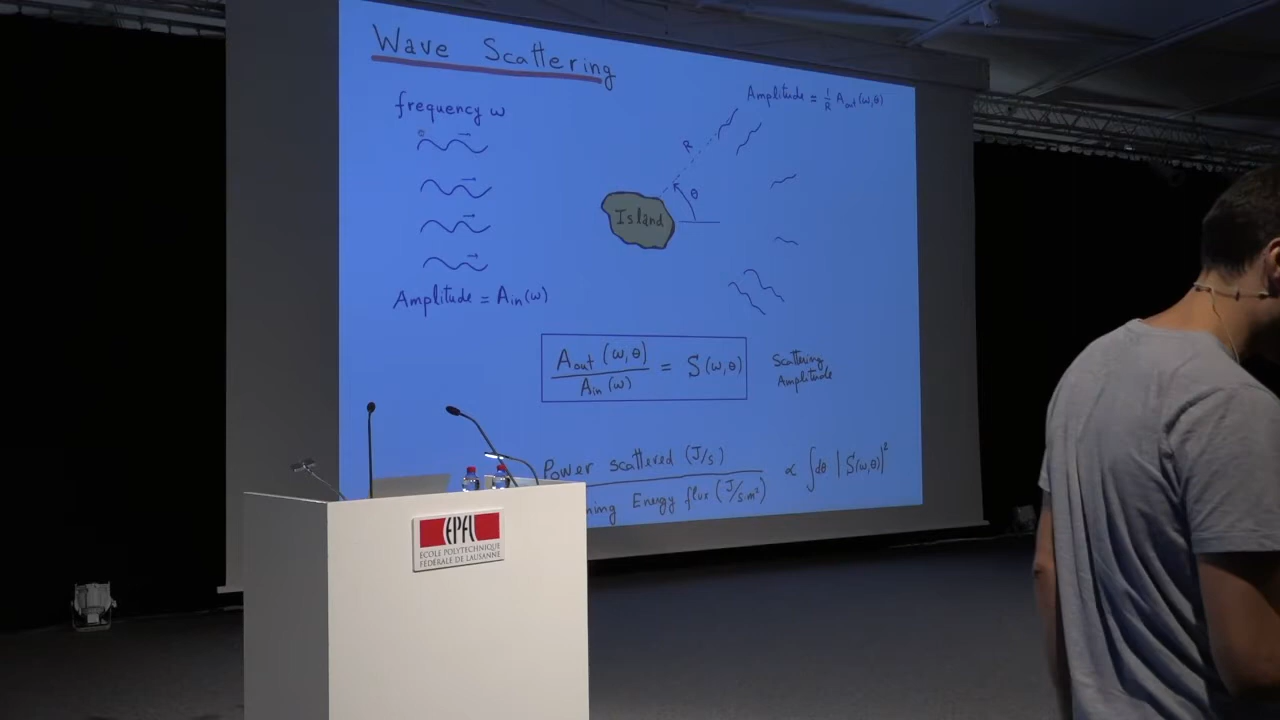 Wave Scattering
frequency ω
Amplitude = 1/R A_out(ω,θ)
R
θ
Island
Amplitude = A_in(ω)
A_out(ω,θ) / A_in(ω) = S(ω,θ)
Scattering
Amplitude
Power scattered (J/s)
∝ ∫dθ |S(ω,θ)|²
Energy flux (J/s.m²)
EPFL
ECOLE POLYTECHNIQUE
FÉDÉRALE DE LAUSANNE